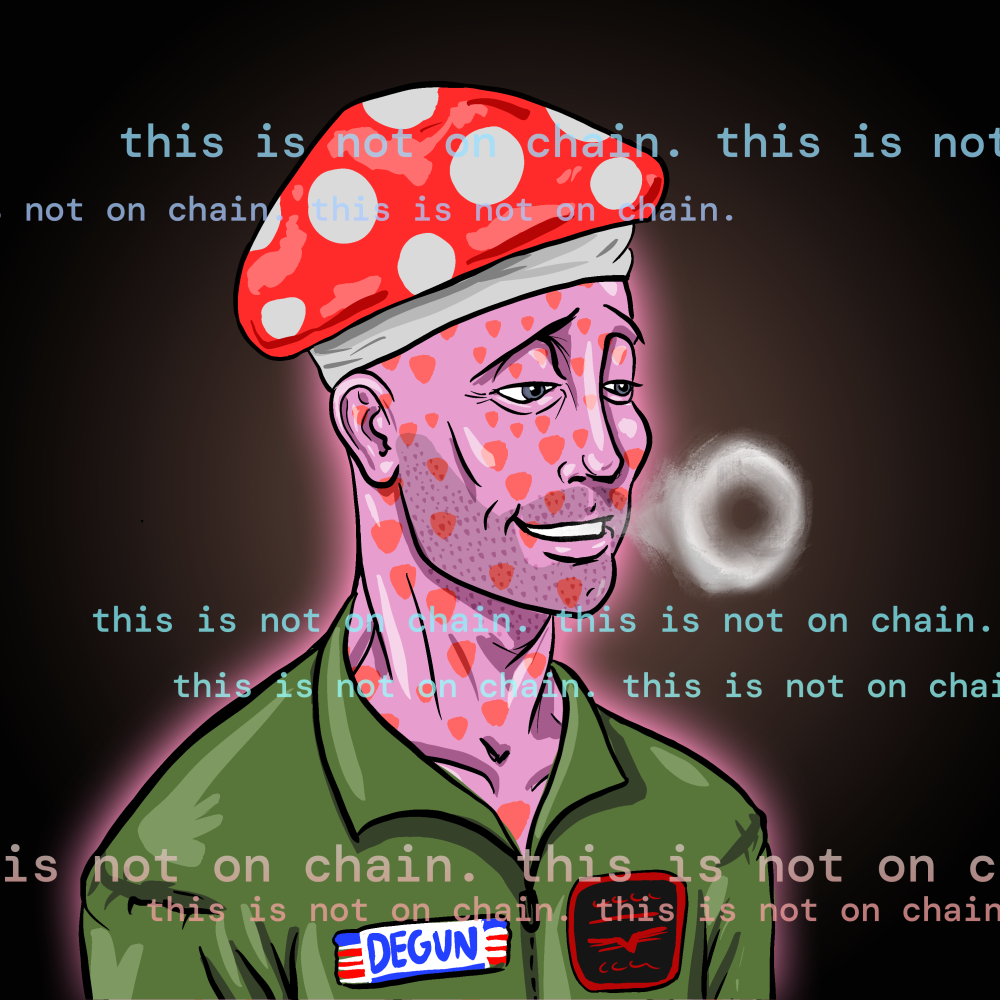 this is not on chain. this is not
not on chain. this is not on chain.
this is not on chain. this is not on chain.
this is not on chain. this is not on chai
is not on chain. this is not on c
this is not on chain. this is not on chain
DEGUN